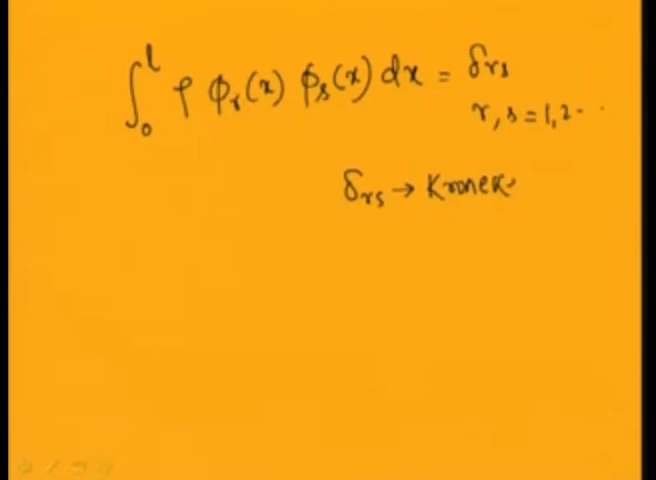 ∫₀ˡ ρ φᵣ(x) φₛ(x) dx = δᵣₛ
r, s = 1, 2 - ·
δᵣₛ → Kronek